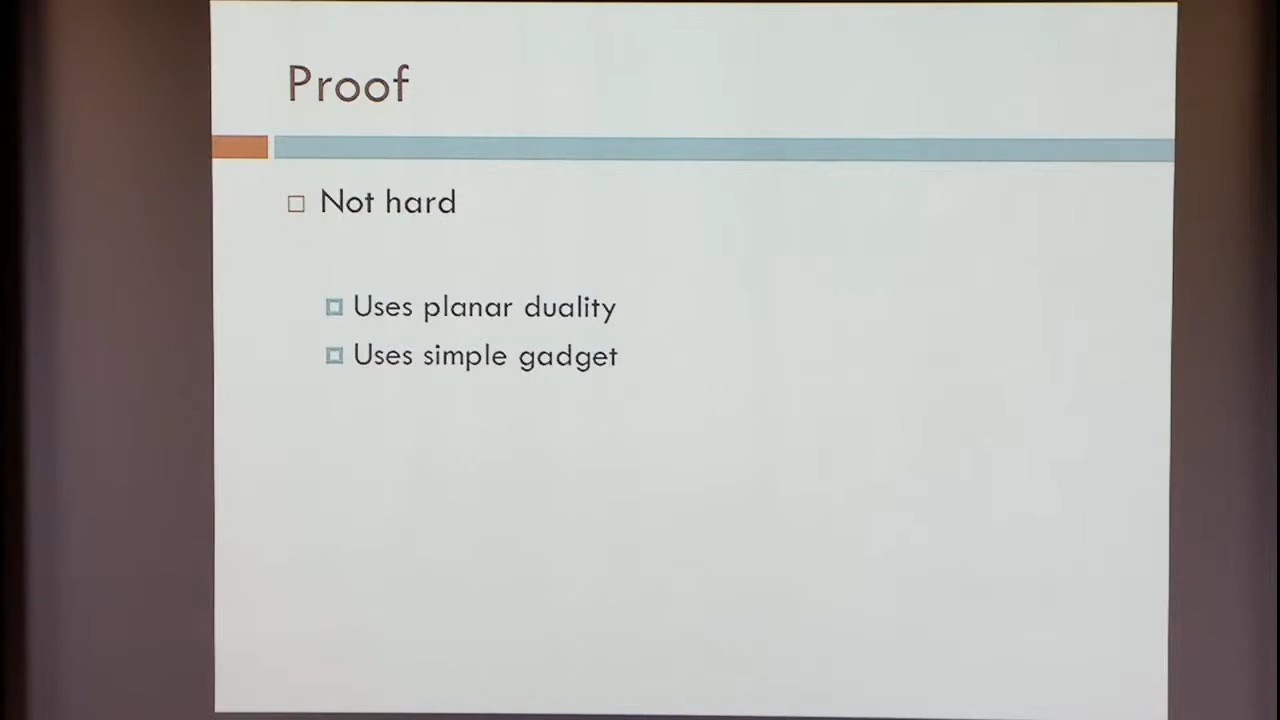 Proof
Not hard
Uses planar duality
Uses simple gadget